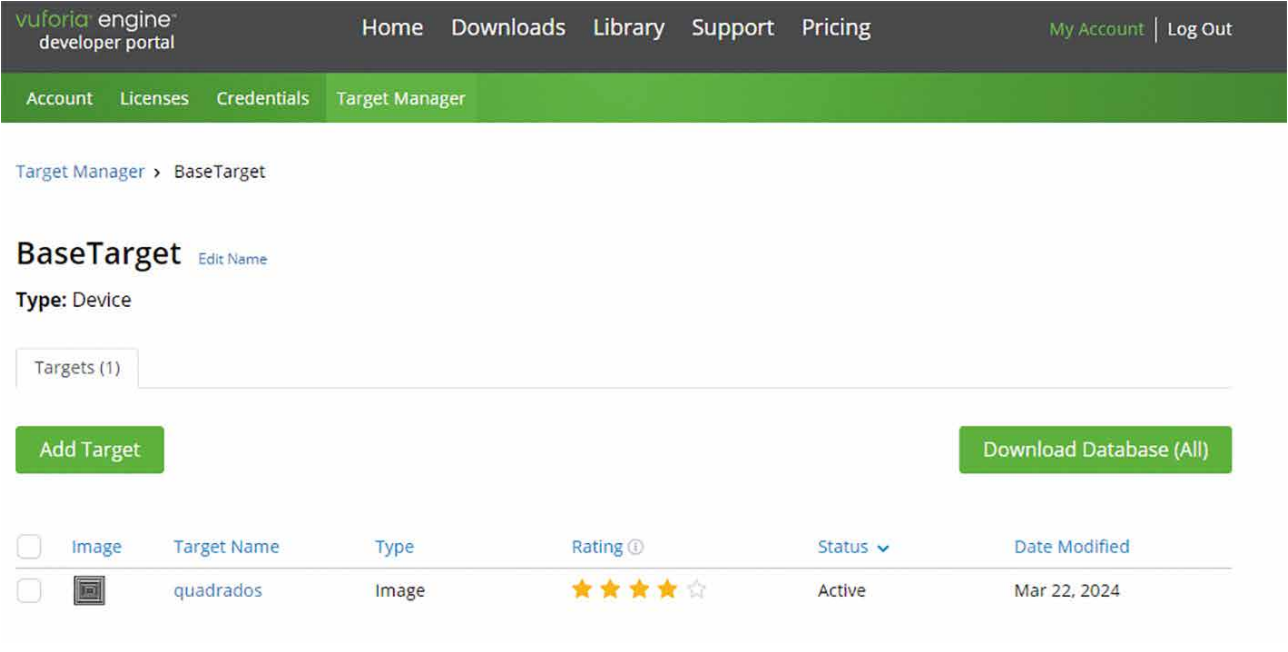 vuforia engine™
developer portal
Home Downloads Library Support Pricing
My Account | Log Out
Account Licenses Credentials Target Manager
Target Manager › BaseTarget
BaseTarget Edit Name
Type: Device
Targets (1)
Add Target
Download Database (All)
Image Target Name Type Rating Status Date Modified
quadrados Image Active Mar 22, 2024